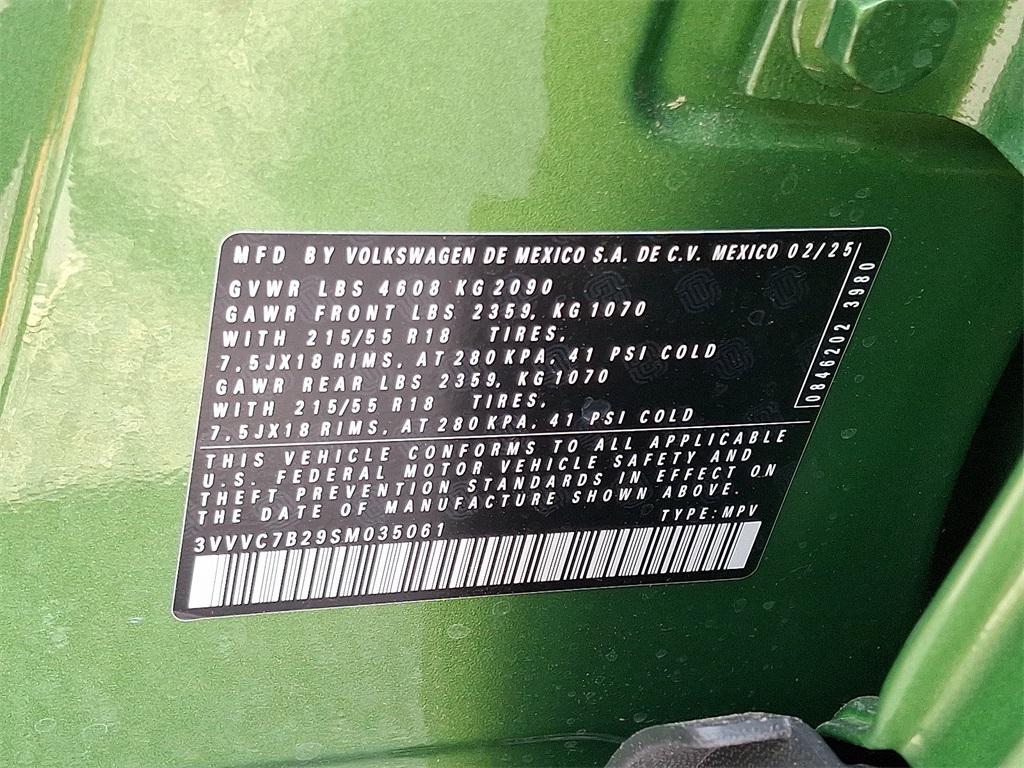 MFD BY VOLKSWAGEN DE MEXICO S.A. DE C.V. MEXICO 02/25
GVWR LBS 4608 KG 2090
GAWR FRONT LBS 2359, KG 1070
WITH 215/55 R18 TIRES,
7,5JX18 RIMS, AT 280 KPA, 41 PSI COLD
GAWR REAR LBS 2359, KG 1070
WITH 215/55 R18 TIRES,
7,5JX18 RIMS, AT 280 KPA, 41 PSI COLD
0846202 3980
THIS VEHICLE CONFORMS TO ALL APPLICABLE
U.S. FEDERAL MOTOR VEHICLE SAFETY AND
THEFT PREVENTION STANDARDS IN EFFECT ON
THE DATE OF MANUFACTURE SHOWN ABOVE.
TYPE: MPV
3VVVC7B29SM035061